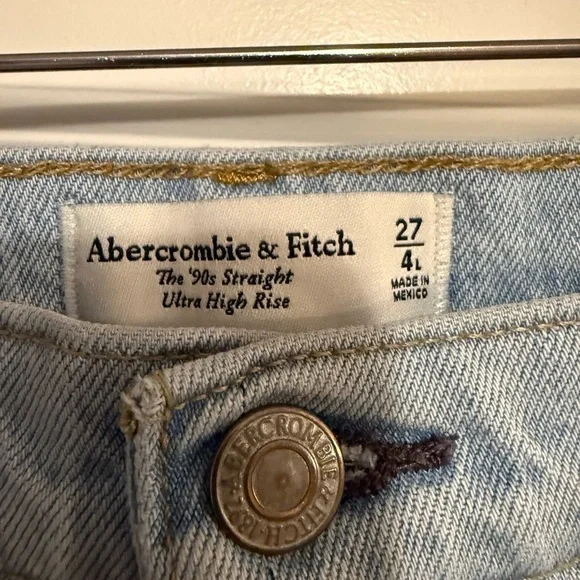 Abercrombie & Fitch
The '90s Straight
Ultra High Rise
27
4L
MADE IN
MEXICO
ABERCROMBIE & FITCH · 1892 ·